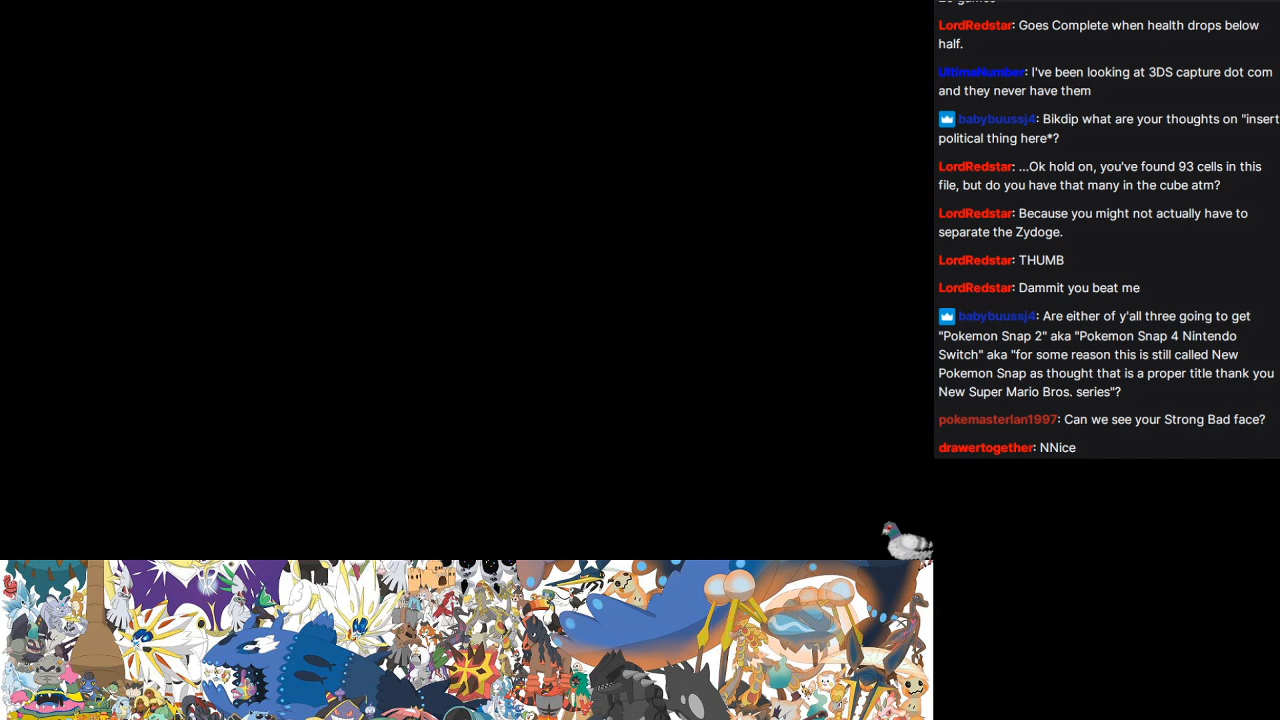 LordRedstar: Goes Complete when health drops below
half.
UltimaNumber: I've been looking at 3DS capture dot com
and they never have them
babybuussj4: Bikdip what are your thoughts on "insert
political thing here*?
LordRedstar: ...Ok hold on, you've found 93 cells in this
file, but do you have that many in the cube atm?
LordRedstar: Because you might not actually have to
separate the Zydoge.
LordRedstar: THUMB
LordRedstar: Dammit you beat me
babybuussj4: Are either of y'all three going to get
"Pokemon Snap 2" aka "Pokemon Snap 4 Nintendo
Switch" aka "for some reason this is still called New
Pokemon Snap as thought that is a proper title thank you
New Super Mario Bros. series"?
pokemasterIan1997: Can we see your Strong Bad face?
drawertogether: NNice